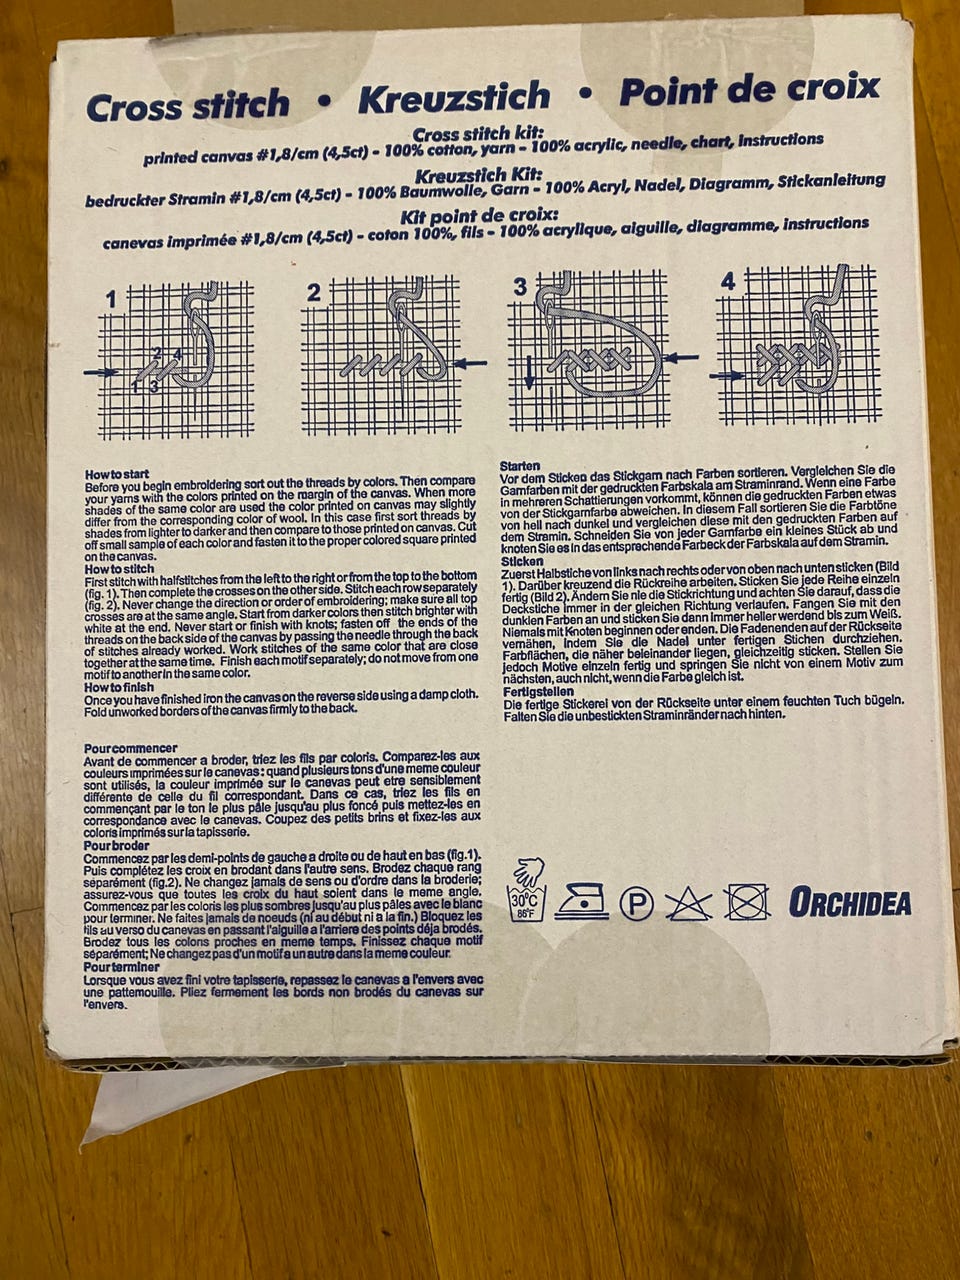 Cross stitch • Kreuzstich • Point de croix
Cross stitch kit:
printed canvas #1,8/cm (4,5ct) - 100% cotton, yarn - 100% acrylic, needle, chart, instructions
Kreuzstich Kit:
bedruckter Stramin #1,8/cm (4,5ct) - 100% Baumwolle, Garn - 100% Acryl, Nadel, Diagramm, Stickanleitung
Kit point de croix:
canevas imprimée #1,8/cm (4,5ct) - coton 100%, fils - 100% acrylique, aiguille, diagramme, instructions
1
2 4
1 3
2
3
4
How to start
Before you begin embroidering sort out the threads by colors. Then compare
your yarns with the colors printed on the margin of the canvas. When more
shades of the same color are used the color printed on canvas may slightly
differ from the corresponding color of wool. In this case first sort threads by
shades from lighter to darker and then compare to those printed on canvas. Cut
off small sample of each color and fasten it to the proper colored square printed
on the canvas.
How to stitch
First stitch with halfstitches from the left to the right or from the top to the bottom
(fig. 1). Then complete the crosses on the other side. Stitch each row separately
(fig. 2). Never change the direction or order of embroidering; make sure all top
crosses are at the same angle. Start from darker colors then stitch brighter with
white at the end. Never start or finish with knots; fasten off the ends of the
threads on the back side of the canvas by passing the needle through the back
of stitches already worked. Work stitches of the same color that are close
together at the same time. Finish each motif separately; do not move from one
motif to another in the same color.
How to finish
Once you have finished iron the canvas on the reverse side using a damp cloth.
Fold unworked borders of the canvas firmly to the back.
Starten
Vor dem Sticken das Stickgarn nach Farben sortieren. Vergleichen Sie die
Garnfarben mit der gedruckten Farbskala am Straminrand. Wenn eine Farbe
in mehreren Schattierungen vorkommt, können die gedruckten Farben etwas
von der Stickgarnfarbe abweichen. In diesem Fall sortieren Sie die Farbtöne
von hell nach dunkel und vergleichen diese mit den gedruckten Farben auf
dem Stramin. Schneiden Sie von jeder Garnfarbe ein kleines Stück ab und
knoten Sie es in das entsprechende Farbeck der Farbskala auf dem Stramin.
Sticken
Zuerst Halbstiche von links nach rechts oder von oben nach unten sticken (Bild
1). Darüber kreuzend die Rückreihe arbeiten. Sticken Sie jede Reihe einzeln
fertig (Bild 2). Ändern Sie nie die Stickrichtung und achten Sie darauf, dass die
Deckstiche immer in der gleichen Richtung verlaufen. Fangen Sie mit den
dunklen Farben an und sticken Sie dann immer heller werdend bis zum Weiß.
Niemals mit Knoten beginnen oder enden. Die Fadenenden auf der Rückseite
vernähen, indem Sie die Nadel unter fertigen Stichen durchziehen.
Farbflächen, die näher beieinander liegen, gleichzeitig sticken. Stellen Sie
jedoch Motive einzeln fertig und springen Sie nicht von einem Motiv zum
nächsten, auch nicht, wenn die Farbe gleich ist.
Fertigstellen
Die fertige Stickerei von der Rückseite unter einem feuchten Tuch bügeln.
Falten Sie die unbestickten Straminränder nach hinten.
Pour commencer
Avant de commencer a broder, triez les fils par coloris. Comparez-les aux
couleurs imprimées sur le canevas: quand plusieurs tons d'une meme couleur
sont utilisés, la couleur imprimée sur le canevas peut etre sensiblement
différente de celle du fil correspondant. Dans ce cas, triez les fils en
commençant par le ton le plus pâle jusqu'au plus foncé puis mettez-les en
correspondance avec le canevas. Coupez des petits brins et fixez-les aux
coloris imprimés sur la tapisserie.
Pour broder
Commencez par les demi-points de gauche a droite ou de haut en bas (fig.1).
Puis complétez les croix en brodant dans l'autre sens. Brodez chaque rang
séparément (fig.2). Ne changez jamais de sens ou d'ordre dans la broderie;
assurez-vous que toutes les croix du haut soient dans le meme angle.
Commencez par les coloris les plus sombres jusqu'au plus pâles avec le blanc
pour terminer. Ne faites jamais de noeuds (ni au début ni a la fin.) Bloquez les
fils au verso du canevas en passant l'aiguille a l'arriere des points déja brodés.
Brodez tous les colons proches en meme temps. Finissez chaque motif
séparément; Ne changez pas d'un motif a un autre dans la meme couleur.
Pour terminer
Lorsque vous avez fini votre tapisserie, repassez le canevas a l'envers avec
une pattemouille. Pliez fermement les bords non brodés du canevas sur
l'envers.
30°C
86°F
P
ORCHIDEA